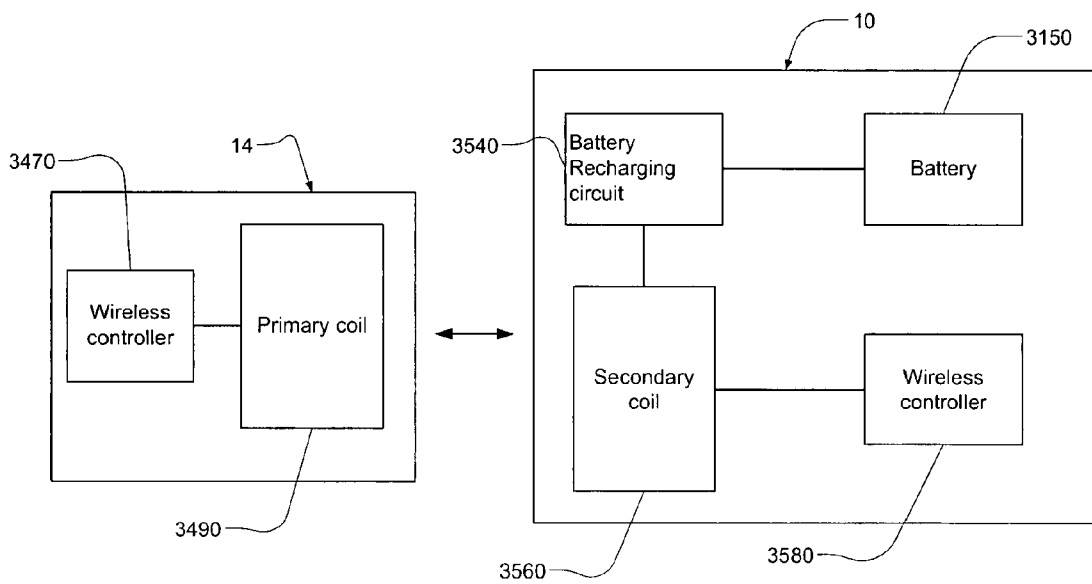 10
3150
3540
Battery
Recharging
circuit
Battery
14
3470
Wireless
controller
Primary coil
Secondary
coil
Wireless
controller
3490
3560
3580